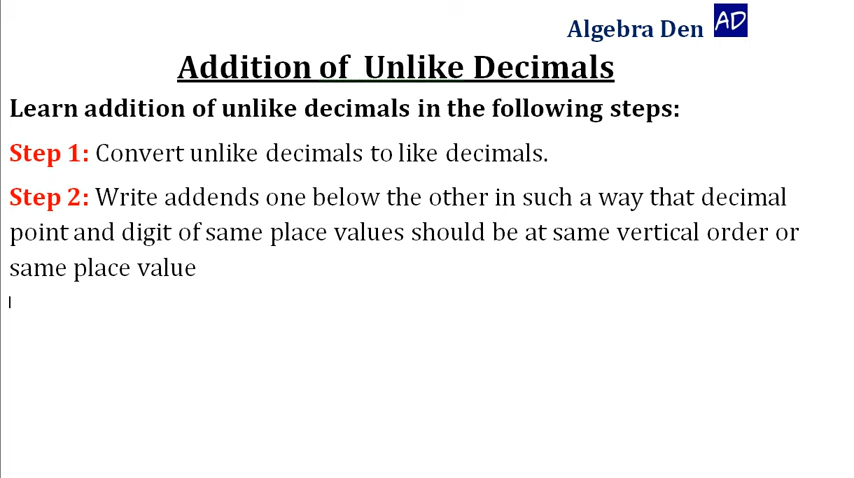 Algebra Den AD
Addition of Unlike Decimals
Learn addition of unlike decimals in the following steps:
Step 1: Convert unlike decimals to like decimals.
Step 2: Write addends one below the other in such a way that decimal
point and digit of same place values should be at same vertical order or
same place value